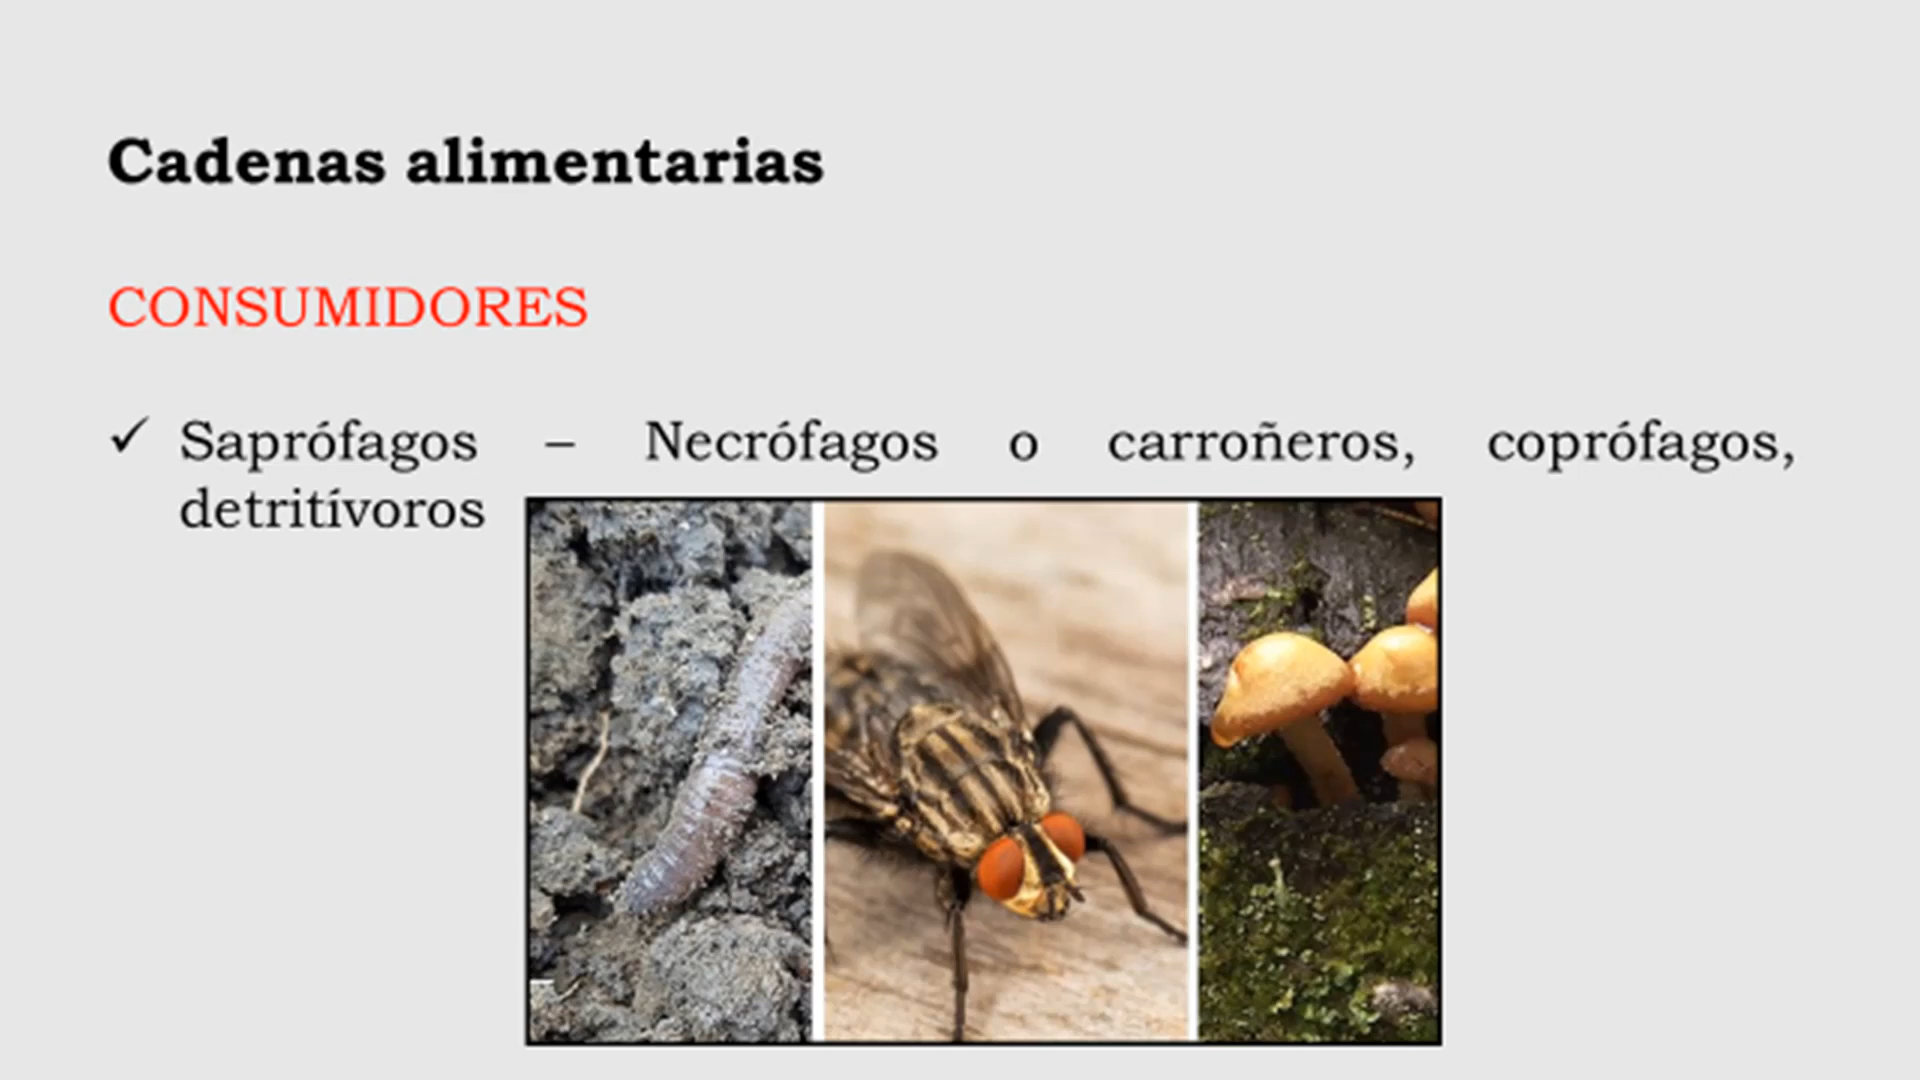 Cadenas alimentarias
CONSUMIDORES
✓ Saprófagos – Necrófagos o carroñeros, coprófagos,
detritívoros